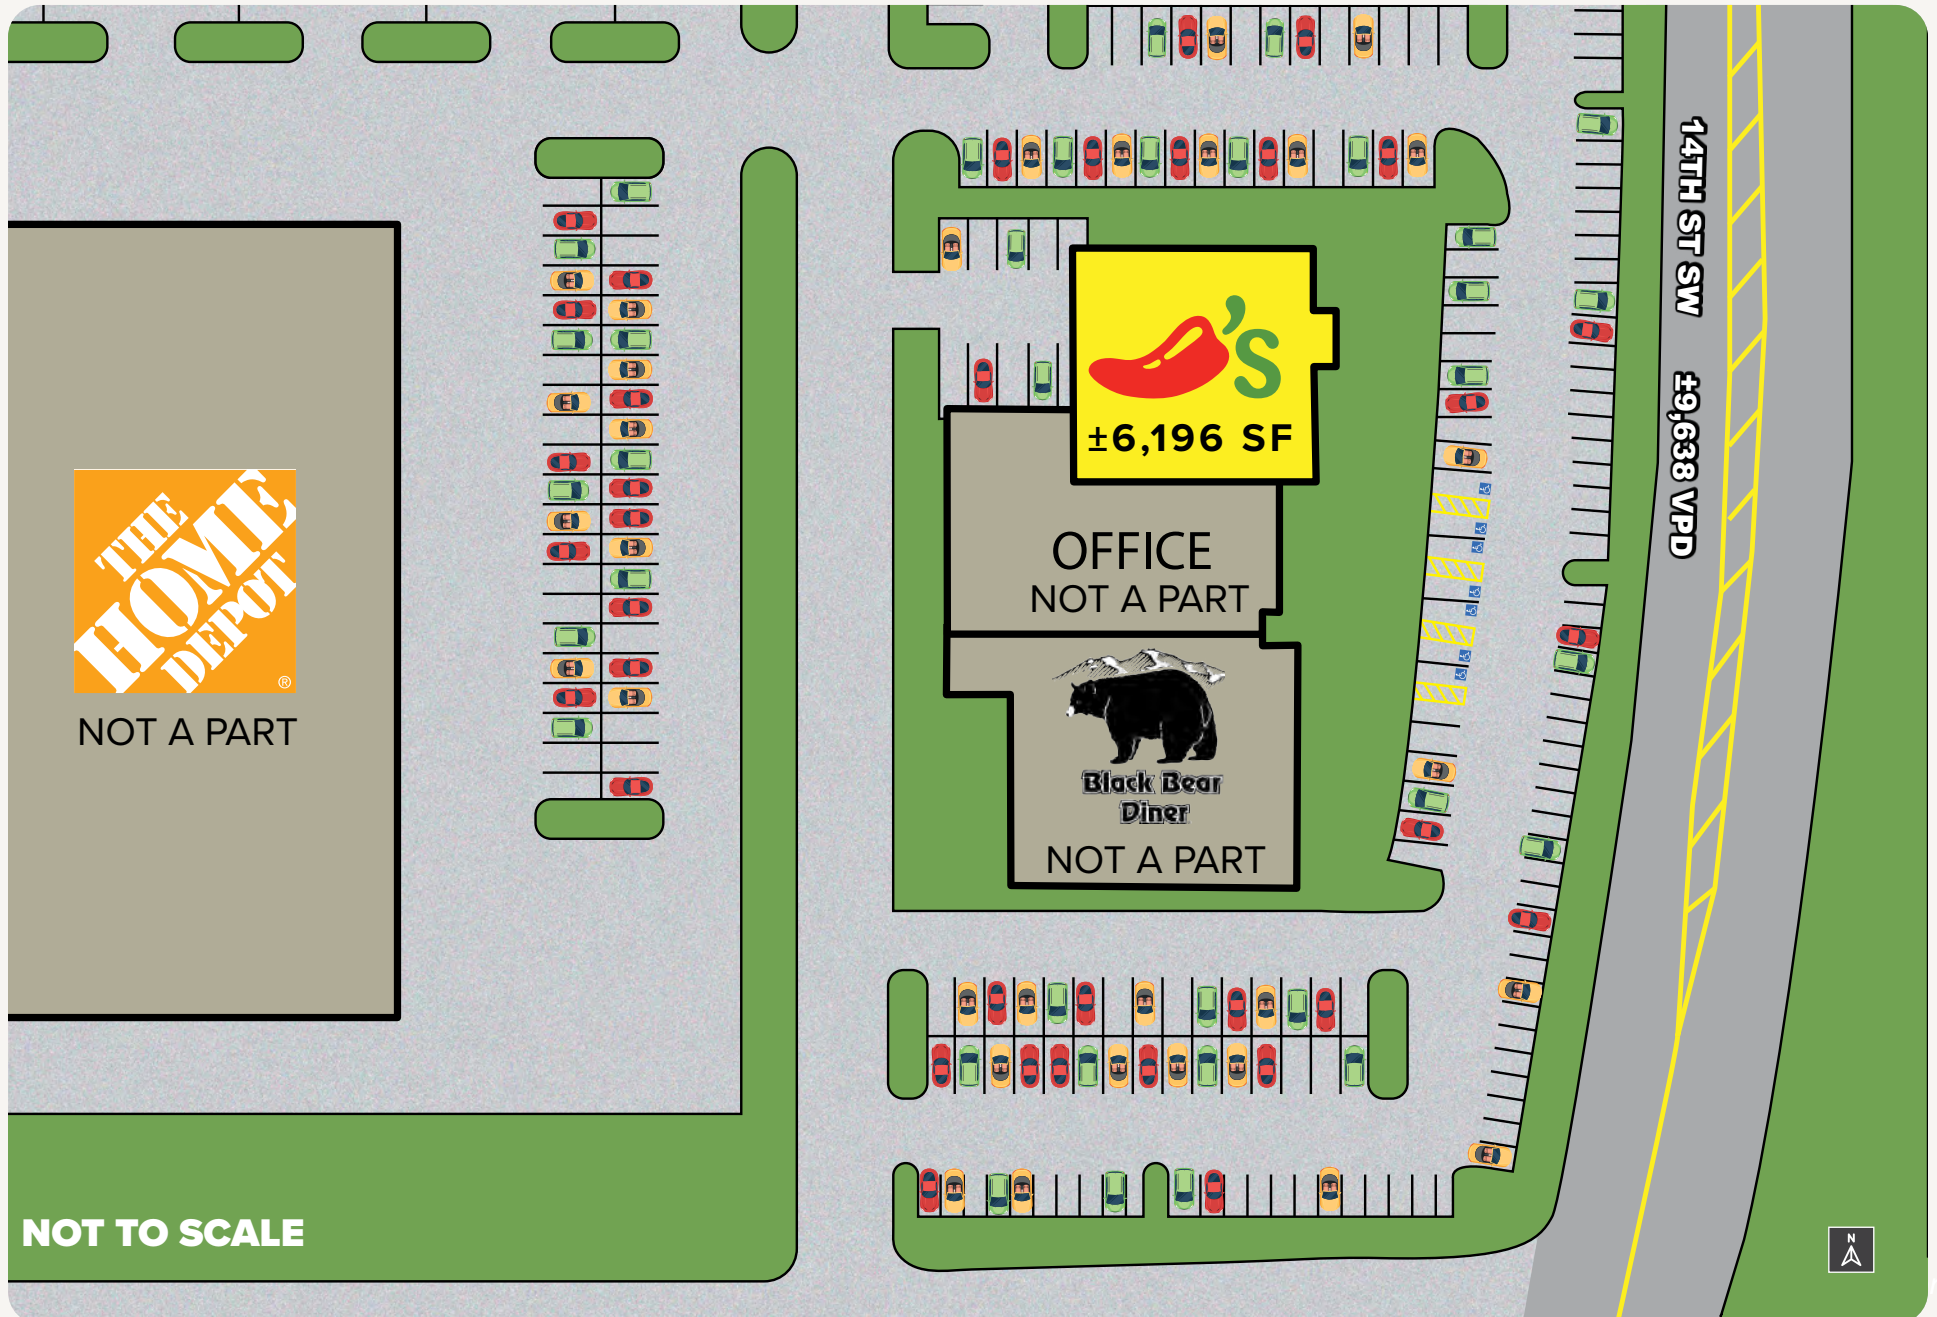 14TH ST SW
±9,638 VPD
’S
±6,196 SF
OFFICE
NOT A PART
THE
HOME
DEPOT
®
NOT A PART
Black Bear
Diner
NOT A PART
NOT TO SCALE
N